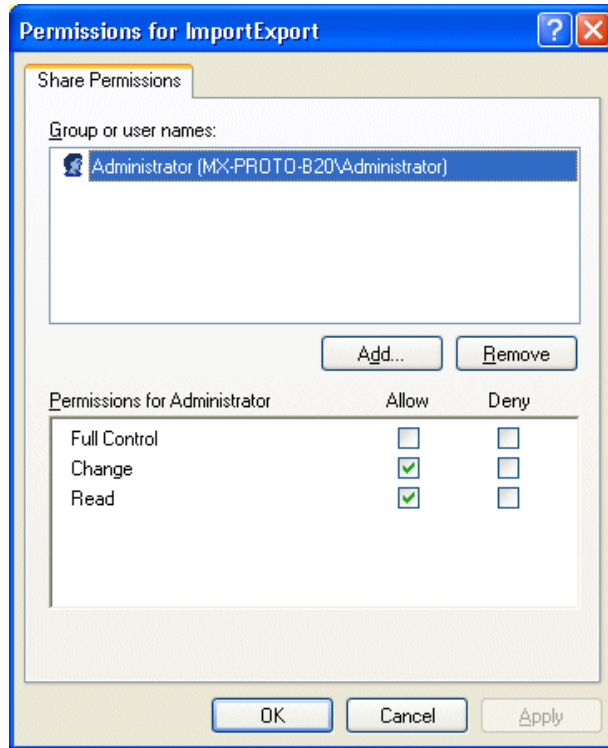 Permissions for ImportExport
Share Permissions
Group or user names:
Administrator (MX-PROTO-B20\Administrator)
Add... Remove
Permissions for Administrator Allow Deny
Full Control
Change
Read
OK Cancel Apply